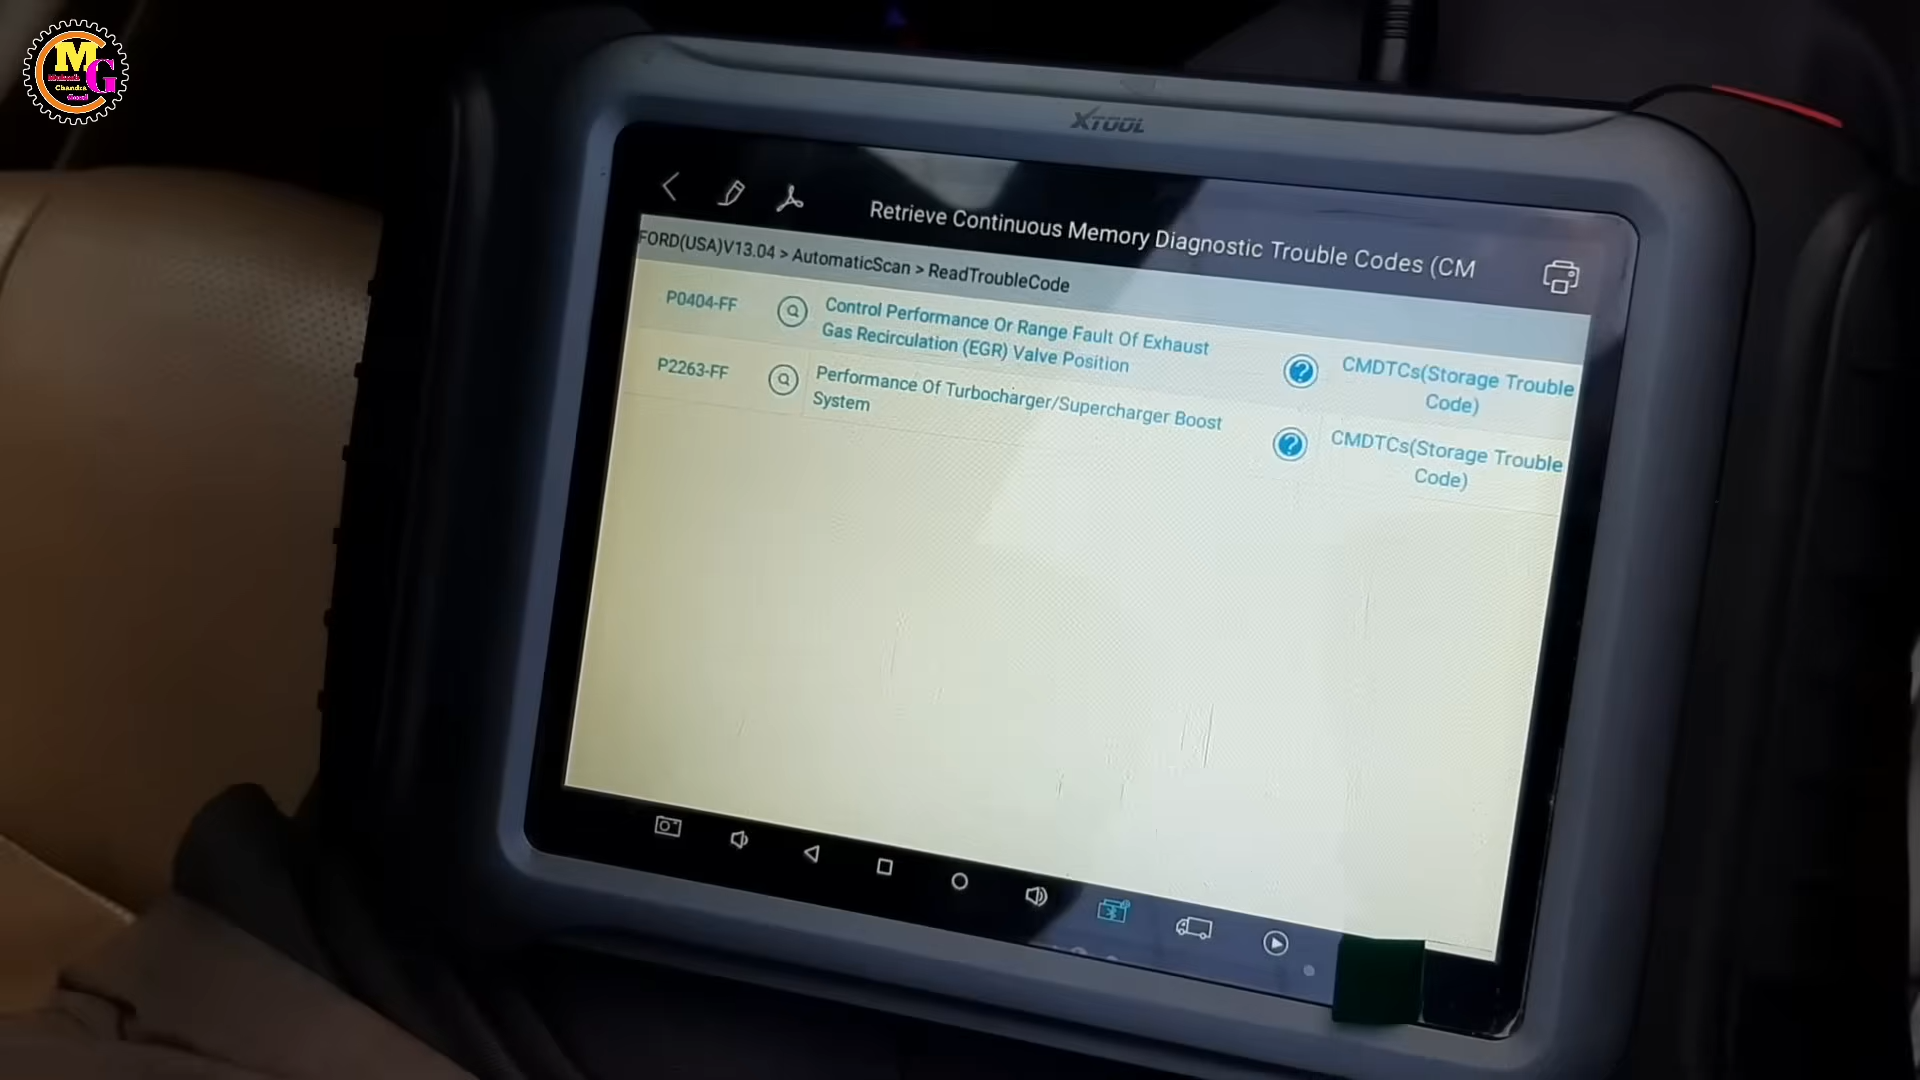 M
G
Chandra
XTOOL
Retrieve Continuous Memory Diagnostic Trouble Codes (CM
FORD(USA)V13.04 > AutomaticScan > ReadTroubleCode
P0404-FF
Control Performance Or Range Fault Of Exhaust
Gas Recirculation (EGR) Valve Position
CMDTCs(Storage Trouble
Code)
P2263-FF
Performance Of Turbocharger/Supercharger Boost
System
CMDTCs(Storage Trouble
Code)